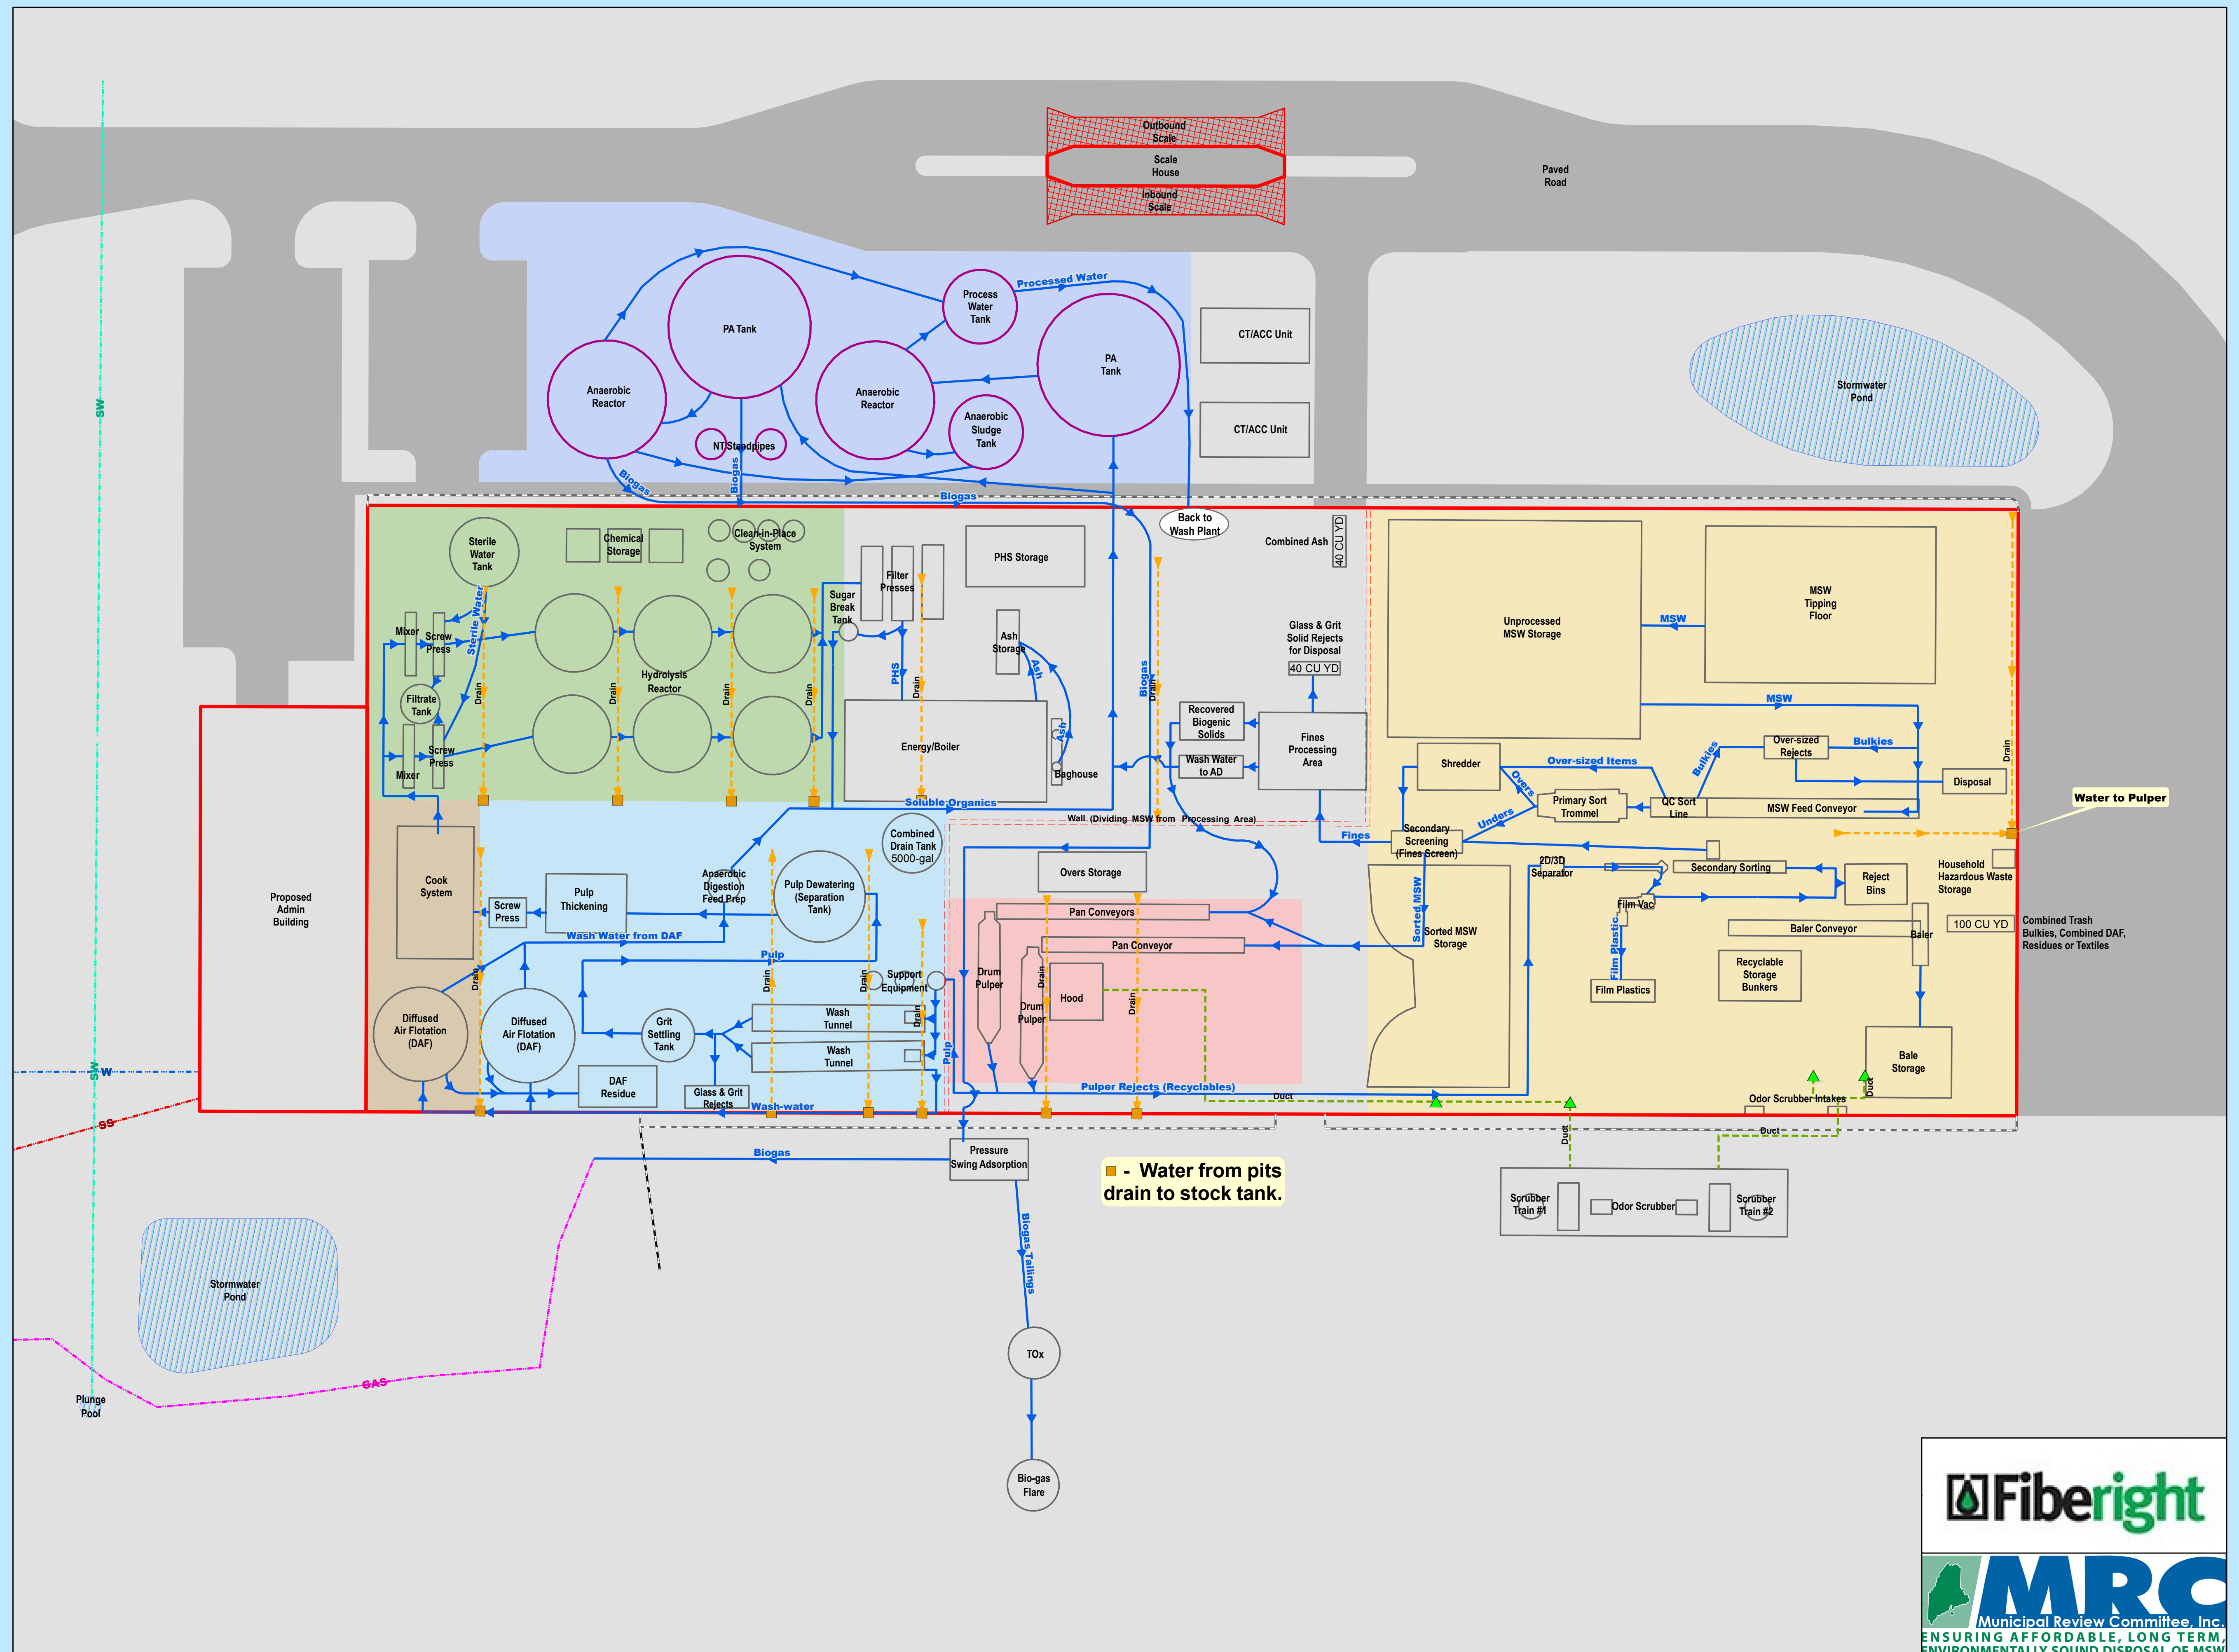 Outbound
Scale
Scale
House
Inbound
Scale
Paved
Road
SW
PA Tank
Process
Water
Tank
Processed Water
PA
Tank
Anaerobic
Reactor
Anaerobic
Reactor
Anaerobic
Sludge
Tank
NT Standpipes
CT/ACC Unit
CT/ACC Unit
Stormwater
Pond
Biogas
Biogas
Biogas
Back to
Wash Plant
Sterile
Water
Tank
Chemical
Storage
Clean-in-Place
System
Filter
Presses
PHS Storage
Combined Ash
40 CU YD
Sugar
Break
Tank
Mixer
Screw
Press
Sterile Water
Filtrate
Tank
Mixer
Screw
Press
Hydrolysis
Reactor
Drain
Drain
Drain
Drain
PHS
Drain
Ash
Storage
Ash
Ash
Energy/Boiler
Baghouse
Biogas
Drain
Glass & Grit
Solid Rejects
for Disposal
40 CU YD
Recovered
Biogenic
Solids
Wash Water
to AD
Fines
Processing
Area
Unprocessed
MSW Storage
MSW
MSW
Tipping
Floor
MSW
Bulkies
Over-sized
Rejects
Bulkies
Drain
Shredder
Over-sized Items
Overs
Disposal
Primary Sort
Trommel
QC Sort
Line
MSW Feed Conveyor
Water to Pulper
Unders
Fines
Secondary
Screening
(Fines Screen)
Soluble Organics
Wall (Dividing MSW from Processing Area)
Combined
Drain Tank
5000-gal
Cook
System
Screw
Press
Pulp
Thickening
Anaerobic
Digestion
Feed Prep
Pulp Dewatering
(Separation
Tank)
Overs Storage
2D/3D
Separator
Secondary Sorting
Reject
Bins
Household
Hazardous Waste
Storage
Film Vac
Film Plastic
Pan Conveyors
Pan Conveyor
Sorted MSW
Sorted MSW
Storage
Baler Conveyor
Baler
100 CU YD
Combined Trash
Bulkies, Combined DAF,
Residues or Textiles
Wash Water from DAF
Pulp
Drain
Drain
Drain
Support
Equipment
Drain
Drum
Pulper
Drum
Pulper
Drain
Hood
Drain
Film Plastics
Recyclable
Storage
Bunkers
Diffused
Air Flotation
(DAF)
Diffused
Air Flotation
(DAF)
Grit
Settling
Tank
Wash
Tunnel
Wash
Tunnel
Pulp
DAF
Residue
Glass & Grit
Rejects
Wash-water
Pulper Rejects (Recyclables)
Duct
Bale
Storage
Duct
Odor Scrubber Intakes
Duct
Duct
Proposed
Admin
Building
SW
W
SS
Biogas
Pressure
Swing Adsorption
- Water from pits
drain to stock tank.
Scrubber
Train #1
Odor Scrubber
Scrubber
Train #2
Biogas Tailings
Stormwater
Pond
TOx
GAS
Plunge
Pool
Bio-gas
Flare
Fiberight
MRC
Municipal Review Committee, Inc.
ENSURING AFFORDABLE, LONG TERM,
ENVIRONMENTALLY SOUND DISPOSAL OF MSW